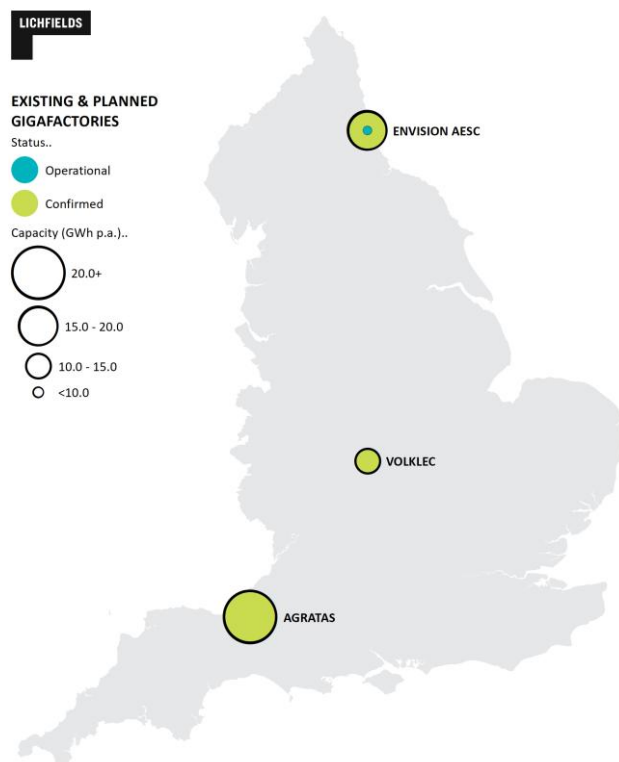 LICHFIELDS
EXISTING & PLANNED
GIGAFACTORIES
Status..
Operational
Confirmed
Capacity (GWh p.a.)..
20.0+
15.0 - 20.0
10.0 - 15.0
<10.0
ENVISION AESC
VOLKLEC
AGRATAS